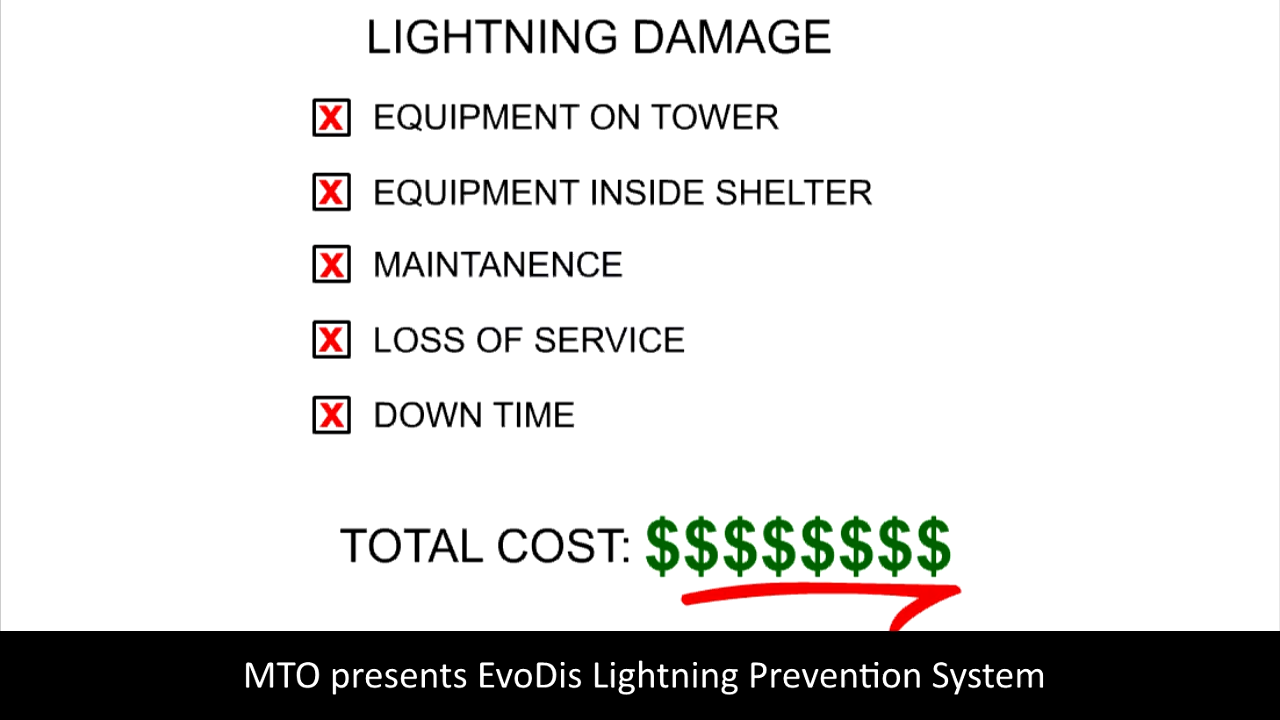 LIGHTNING DAMAGE
X EQUIPMENT ON TOWER
X EQUIPMENT INSIDE SHELTER
X MAINTANENCE
X LOSS OF SERVICE
X DOWN TIME
TOTAL COST: $$$$$$$$
MTO presents EvoDis Lightning Prevention System